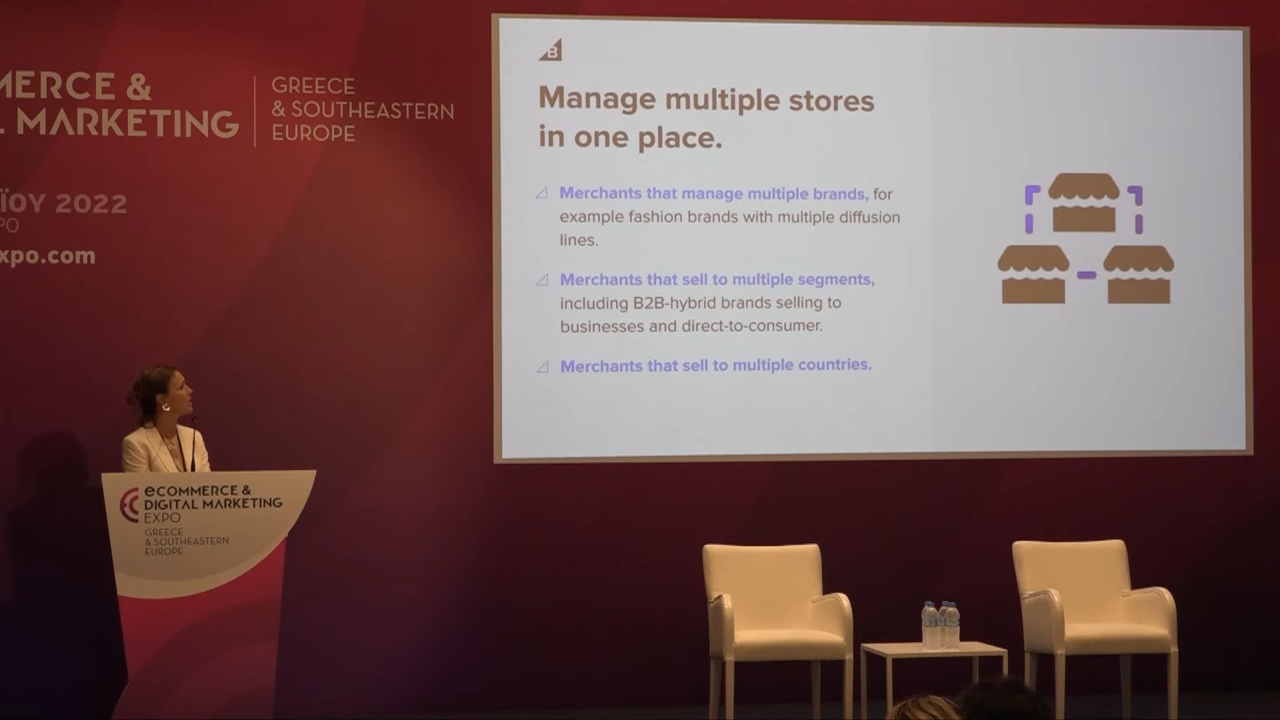 MERCE &
L MARKETING
GREECE
& SOUTHEASTERN
EUROPE
ΪΟΥ 2022
PO
xpo.com
B
Manage multiple stores
in one place.
Merchants that manage multiple brands, for
example fashion brands with multiple diffusion
lines.
Merchants that sell to multiple segments,
including B2B-hybrid brands selling to
businesses and direct-to-consumer.
Merchants that sell to multiple countries.
eCOMMERCE &
DIGITAL MARKETING
EXPO
GREECE
& SOUTHEASTERN
EUROPE